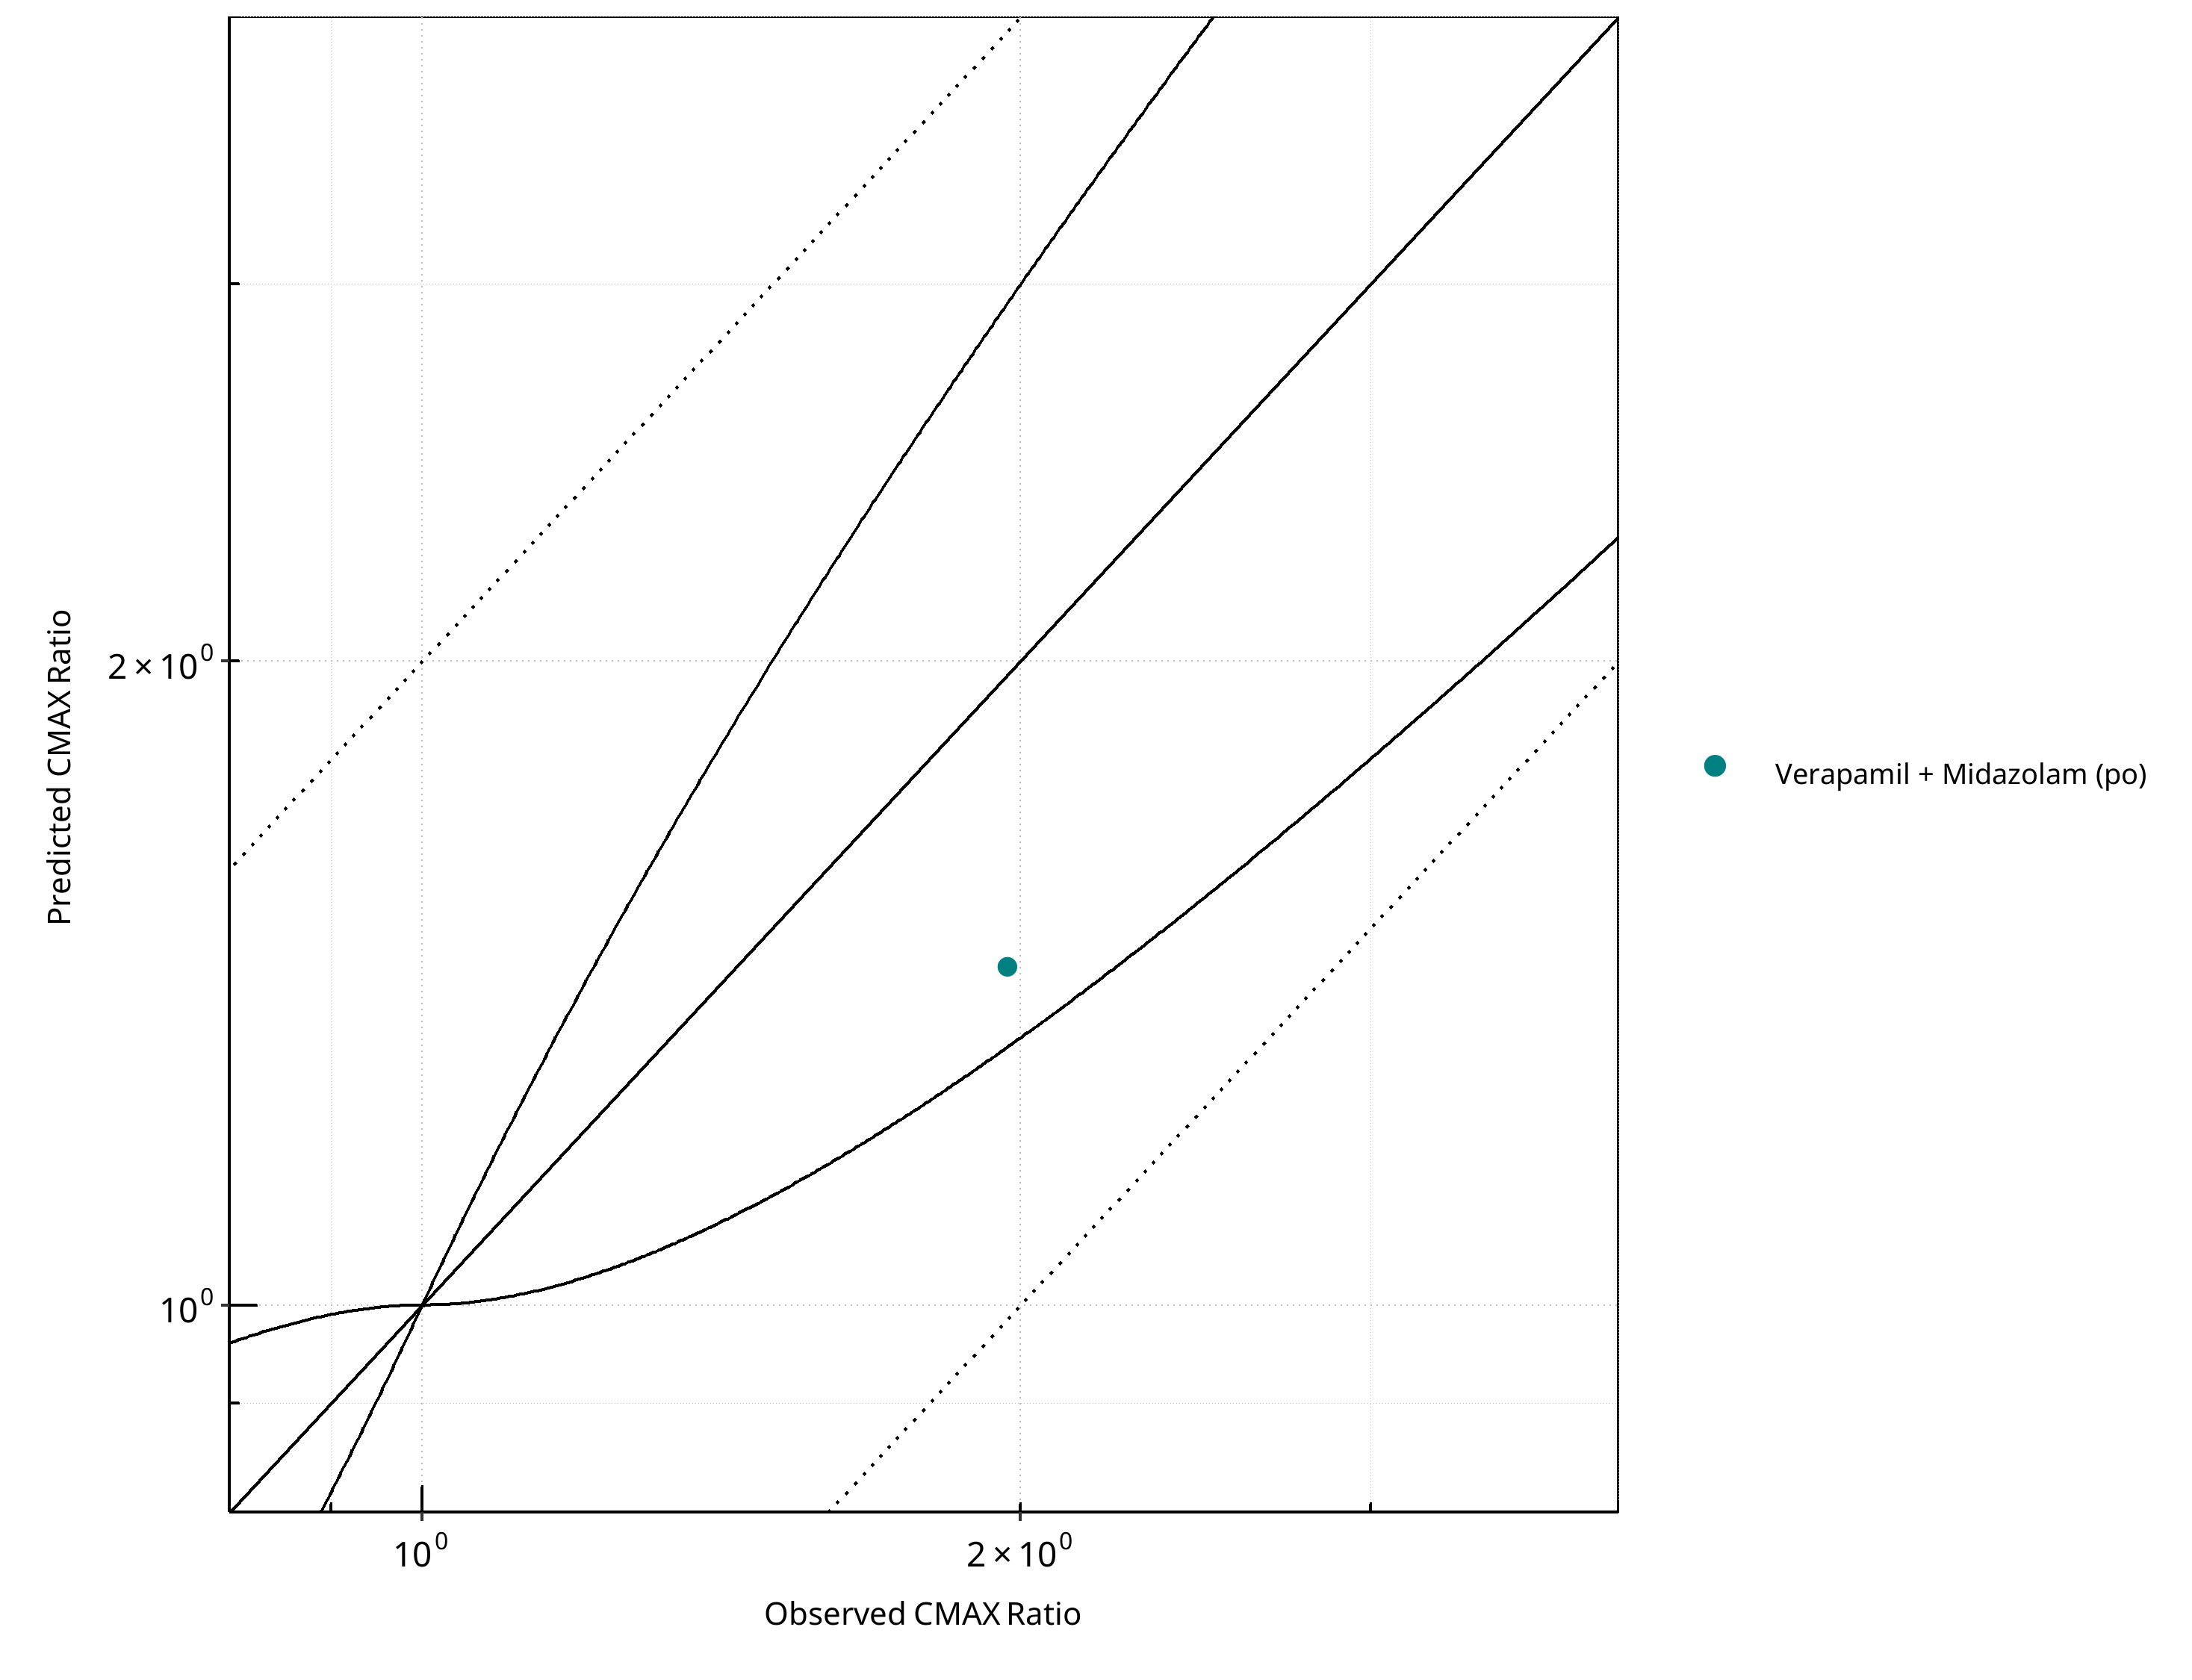 Predicted CMAX Ratio
2 × 10⁰
10⁰
10⁰
2 × 10⁰
Observed CMAX Ratio
Verapamil + Midazolam (po)